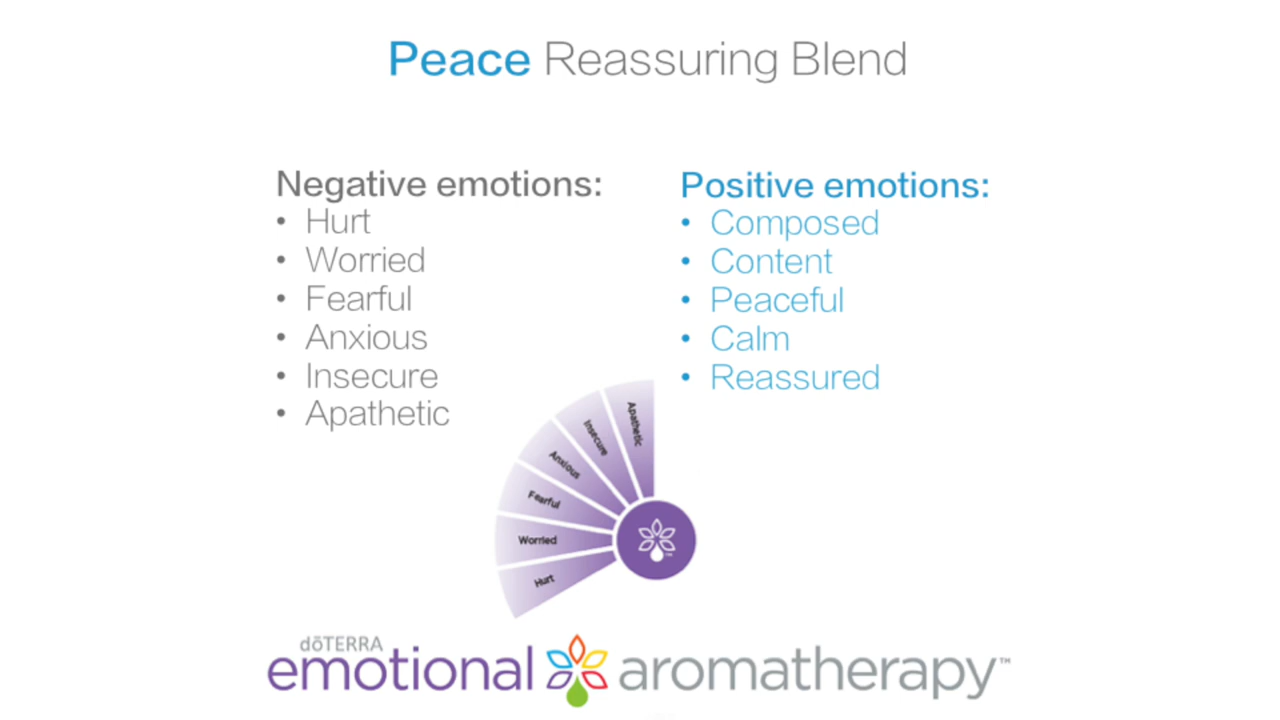 Peace Reassuring Blend
Negative emotions:
• Hurt
• Worried
• Fearful
• Anxious
• Insecure
• Apathetic
Positive emotions:
• Composed
• Content
• Peaceful
• Calm
• Reassured
Apathetic
Insecure
Anxious
Fearful
Worried
Hurt
dōTERRA
emotional aromatherapy™